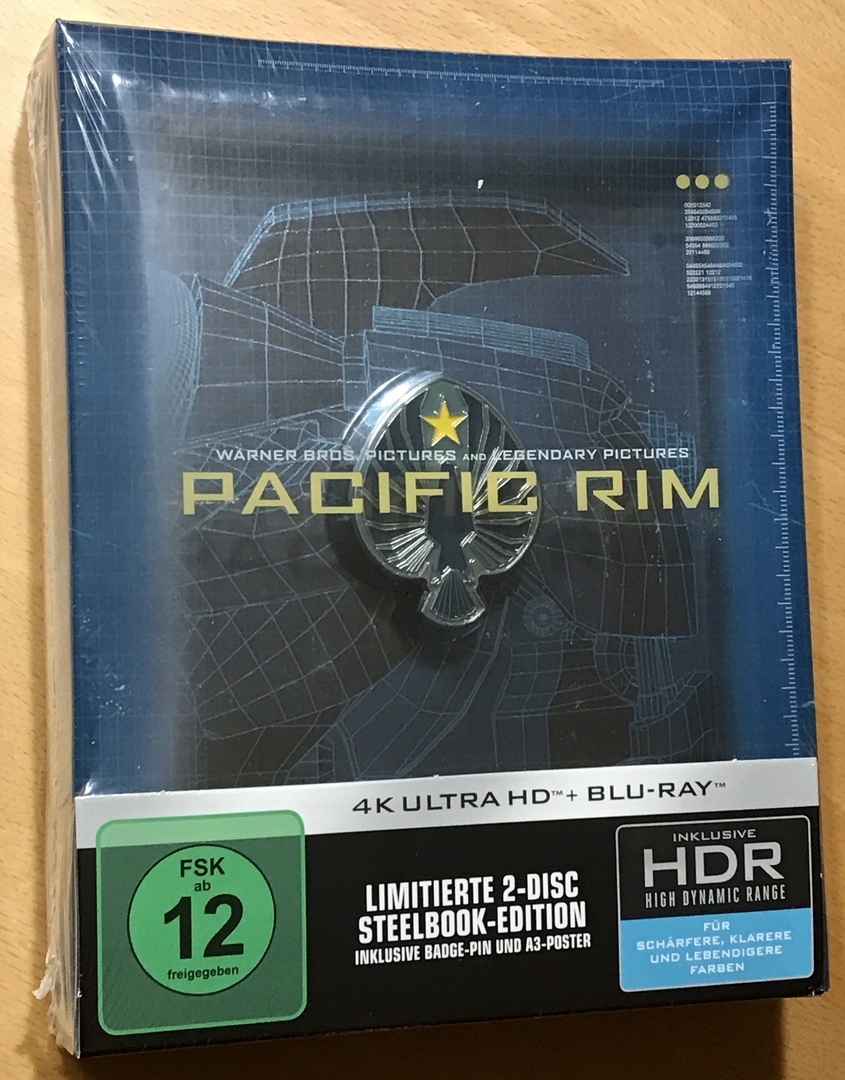 WARNER BROS. PICTURES AND LEGENDARY PICTURES
PACIFIC RIM
4K ULTRA HD™ + BLU-RAY™
FSK
ab
12
freigegeben
LIMITIERTE 2-DISC
STEELBOOK-EDITION
INKLUSIVE BADGE-PIN UND A3-POSTER
INKLUSIVE
HDR
HIGH DYNAMIC RANGE
FÜR
SCHÄRFERE, KLARERE
UND LEBENDIGERE
FARBEN